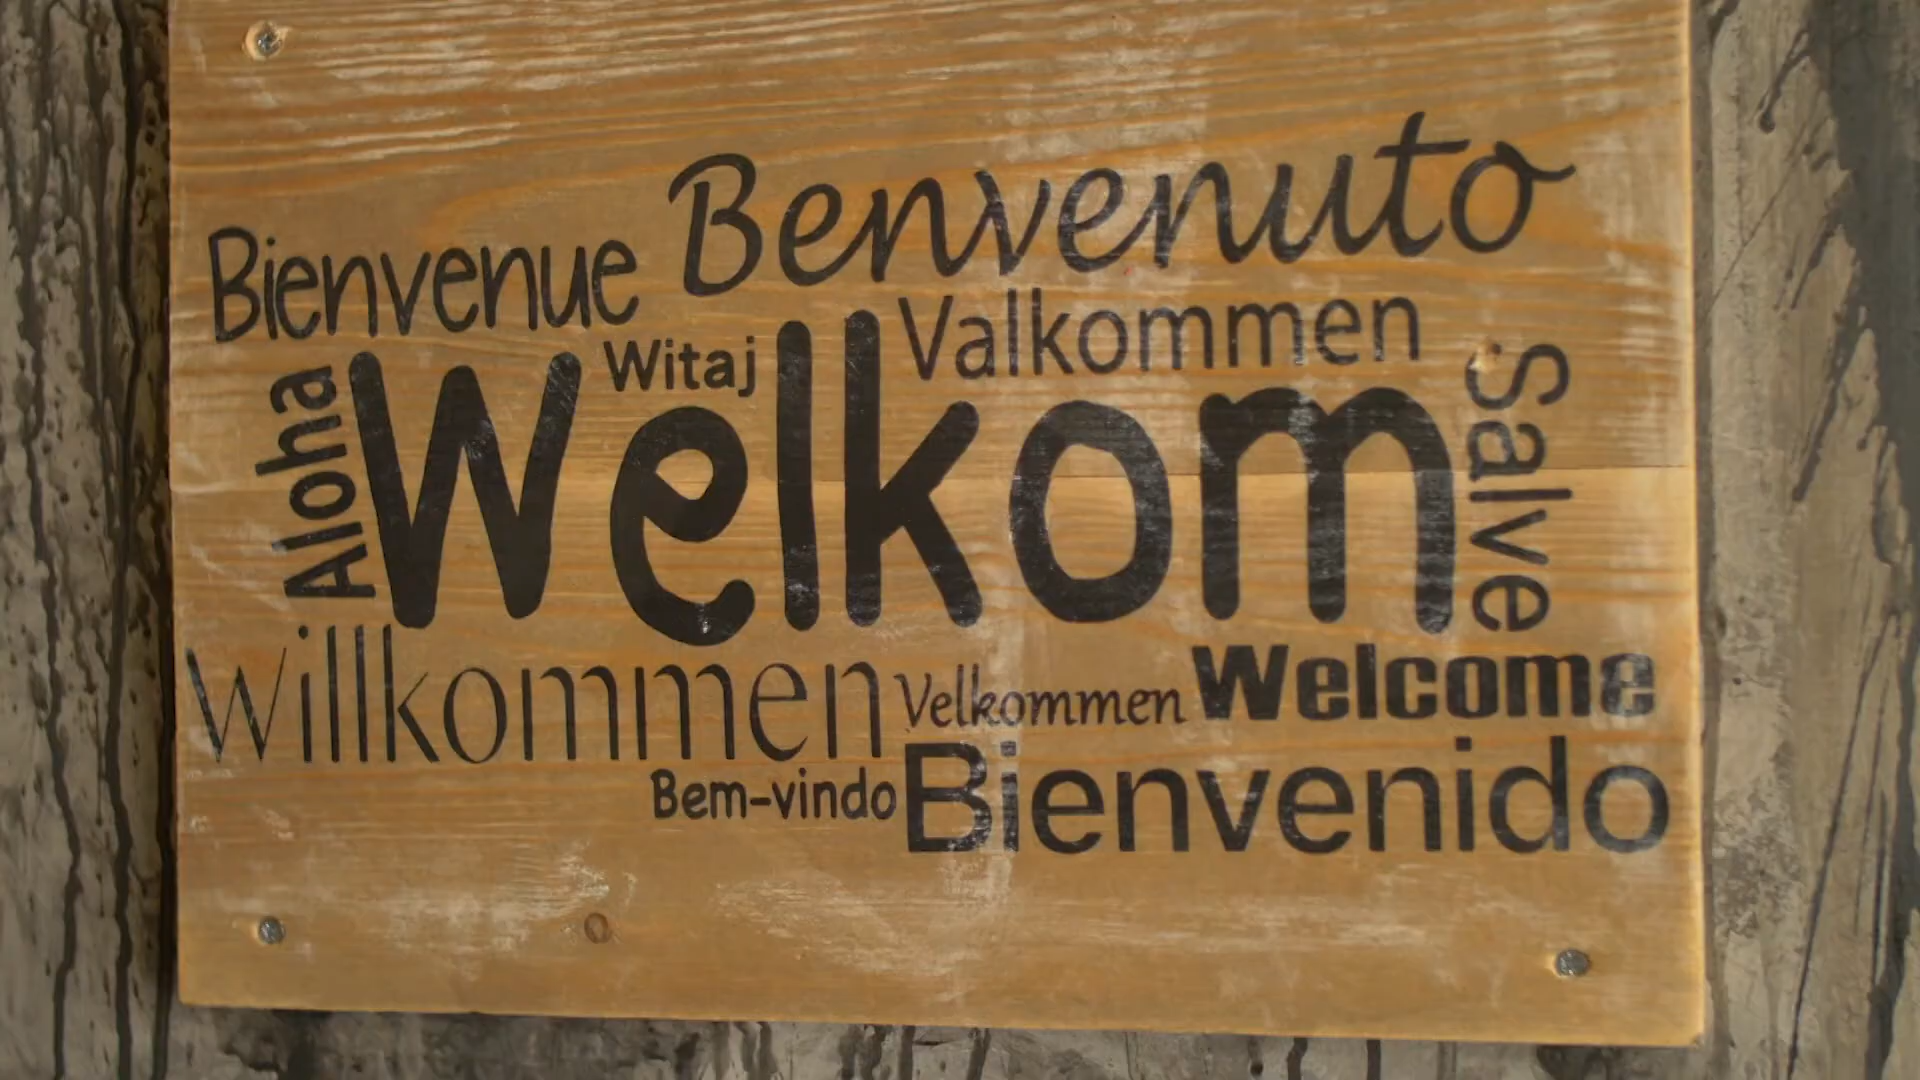 Benvenuto
Bienvenue
Valkommen
Witaj
Aloha
Welkom
Salve
Willkommen
Velkommen
Welcome
Bem-vindo
Bienvenido